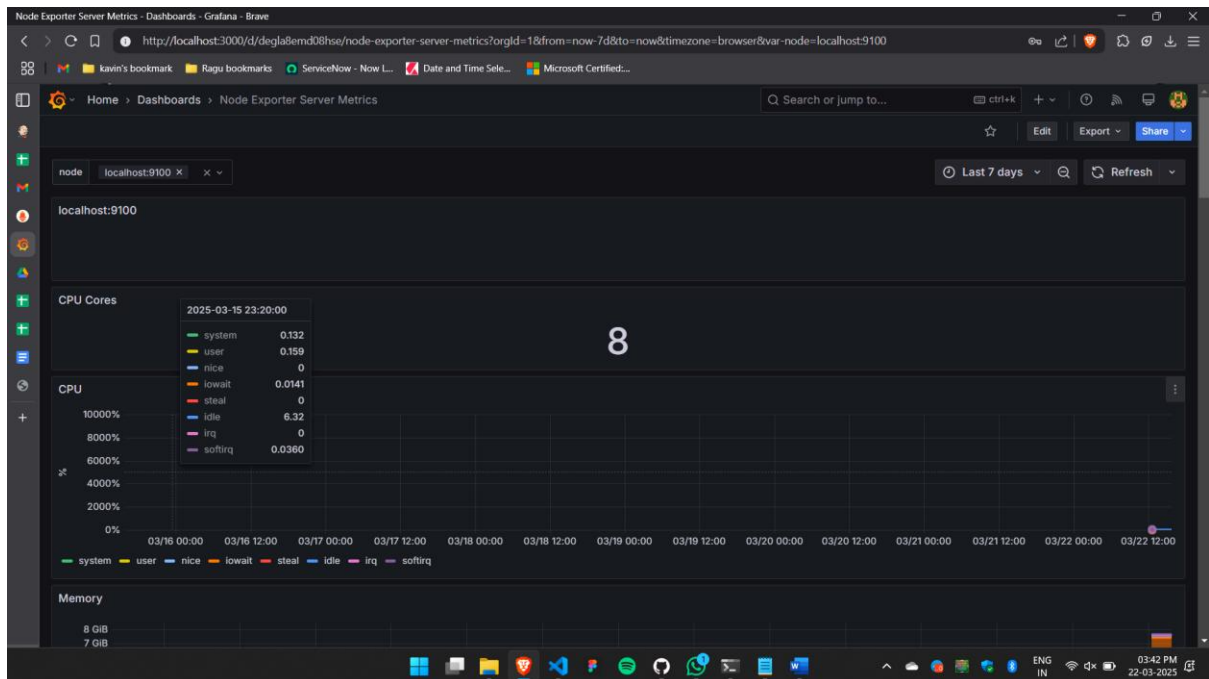 Node Exporter Server Metrics - Dashboards - Grafana - Brave
http://localhost:3000/d/degla8emd08hse/node-exporter-server-metrics?orgId=1&from=now-7d&to=now&timezone=browser&var-node=localhost:9100
kavin's bookmark Ragu bookmarks ServiceNow - Now L... Date and Time Sele... Microsoft Certified:...
Home › Dashboards › Node Exporter Server Metrics
Search or jump to... ctrl+k
Edit Export Share
node localhost:9100 × Last 7 days Refresh
localhost:9100
CPU Cores
8
2025-03-15 23:20:00
system 0.132
user 0.159
nice 0
iowait 0.0141
steal 0
idle 6.32
irq 0
softirq 0.0360
CPU
10000%
8000%
6000%
4000%
2000%
0%
%
03/16 00:00 03/16 12:00 03/17 00:00 03/17 12:00 03/18 00:00 03/18 12:00 03/19 00:00 03/19 12:00 03/20 00:00 03/20 12:00 03/21 00:00 03/21 12:00 03/22 00:00 03/22 12:00
system user nice iowait steal idle irq softirq
Memory
8 GiB
7 GiB
ENG
IN
03:42 PM
22-03-2025